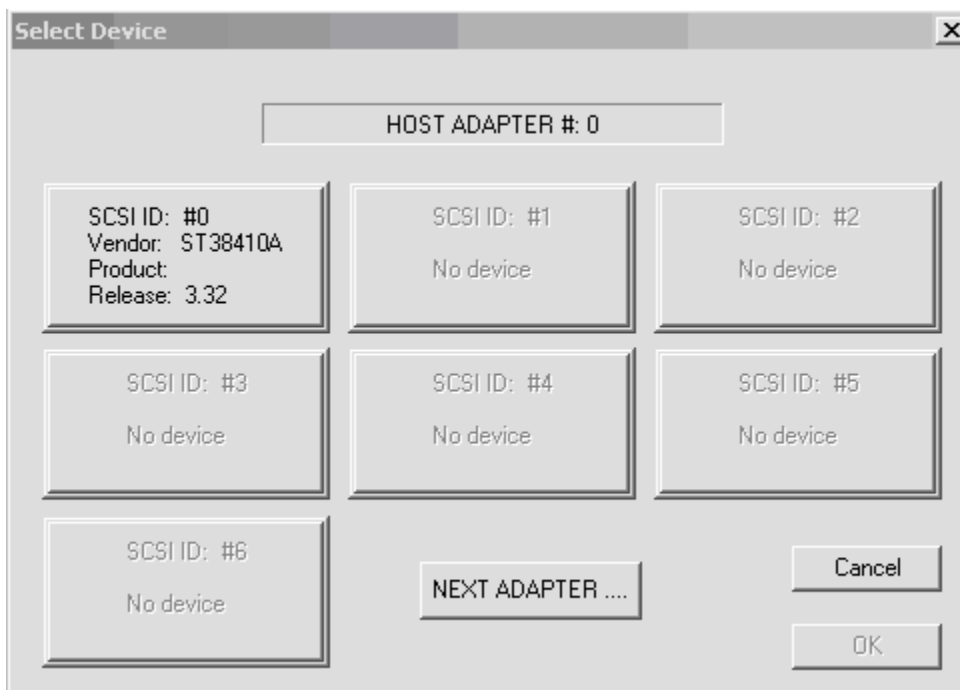 Select Device
HOST ADAPTER #: 0
SCSI ID: #0
Vendor: ST38410A
Product:
Release: 3.32
SCSI ID: #1
No device
SCSI ID: #2
No device
SCSI ID: #3
No device
SCSI ID: #4
No device
SCSI ID: #5
No device
SCSI ID: #6
No device
NEXT ADAPTER ....
Cancel
OK